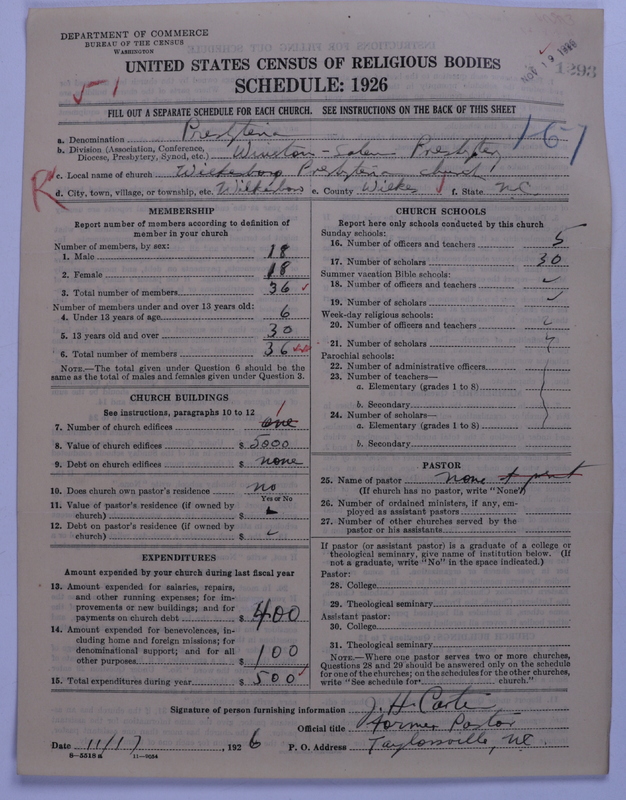 DEPARTMENT OF COMMERCE
BUREAU OF THE CENSUS
WASHINGTON
NOV 19 1926
1293
UNITED STATES CENSUS OF RELIGIOUS BODIES
SCHEDULE: 1926
5-1
FILL OUT A SEPARATE SCHEDULE FOR EACH CHURCH. SEE INSTRUCTIONS ON THE BACK OF THIS SHEET
167
a. Denomination Presbyteria
b. Division (Association, Conference, Diocese, Presbytery, Synod, etc.) Winston-Salem Presbytery
R
c. Local name of church Wilkesboro Presbyteria church
d. City, town, village, or township, etc. Wilkesboro e. County Wilkes f. State N.C.
MEMBERSHIP
Report number of members according to definition of member in your church
Number of members, by sex:
1. Male 18
2. Female 18
3. Total number of members 36
Number of members under and over 13 years old:
4. Under 13 years of age 6
5. 13 years old and over 30
6. Total number of members 36
NOTE.—The total given under Question 6 should be the same as the total of males and females given under Question 3.
CHURCH BUILDINGS
See instructions, paragraphs 10 to 12
7. Number of church edifices one 1
8. Value of church edifices $ 5000
9. Debt on church edifices $ none
10. Does church own pastor's residence no
Yes or No
11. Value of pastor's residence (if owned by church) $
12. Debt on pastor's residence (if owned by church) $
EXPENDITURES
Amount expended by your church during last fiscal year
13. Amount expended for salaries, repairs, and other running expenses; for improvements or new buildings; and for payments on church debt $ 400
14. Amount expended for benevolences, including home and foreign missions; for denominational support; and for all other purposes $ 100
15. Total expenditures during year $ 500
CHURCH SCHOOLS
Report here only schools conducted by this church
Sunday schools:
16. Number of officers and teachers 5
17. Number of scholars 30
Summer vacation Bible schools:
18. Number of officers and teachers
19. Number of scholars
Week-day religious schools:
20. Number of officers and teachers
21. Number of scholars
Parochial schools:
22. Number of administrative officers
23. Number of teachers—
a. Elementary (grades 1 to 8)
b. Secondary
24. Number of scholars—
a. Elementary (grades 1 to 8)
b. Secondary
PASTOR
25. Name of pastor none
(If church has no pastor, write "None")
26. Number of ordained ministers, if any, employed as assistant pastors
27. Number of other churches served by the pastor or his assistants
If pastor (or assistant pastor) is a graduate of a college or theological seminary, give name of institution below. (If not a graduate, write "No" in the space indicated.)
Pastor:
28. College
29. Theological seminary
Assistant pastor:
30. College
31. Theological seminary
NOTE.—Where one pastor serves two or more churches, Questions 28 and 29 should be answered only on the schedule for one of the churches; on the schedules for the other churches, write "See schedule for church."
Signature of person furnishing information J. H. Carter
Official title Former Pastor
Date 11/17, 1926 P. O. Address Taylorsville, N.C.
8-5518 a 11-9034